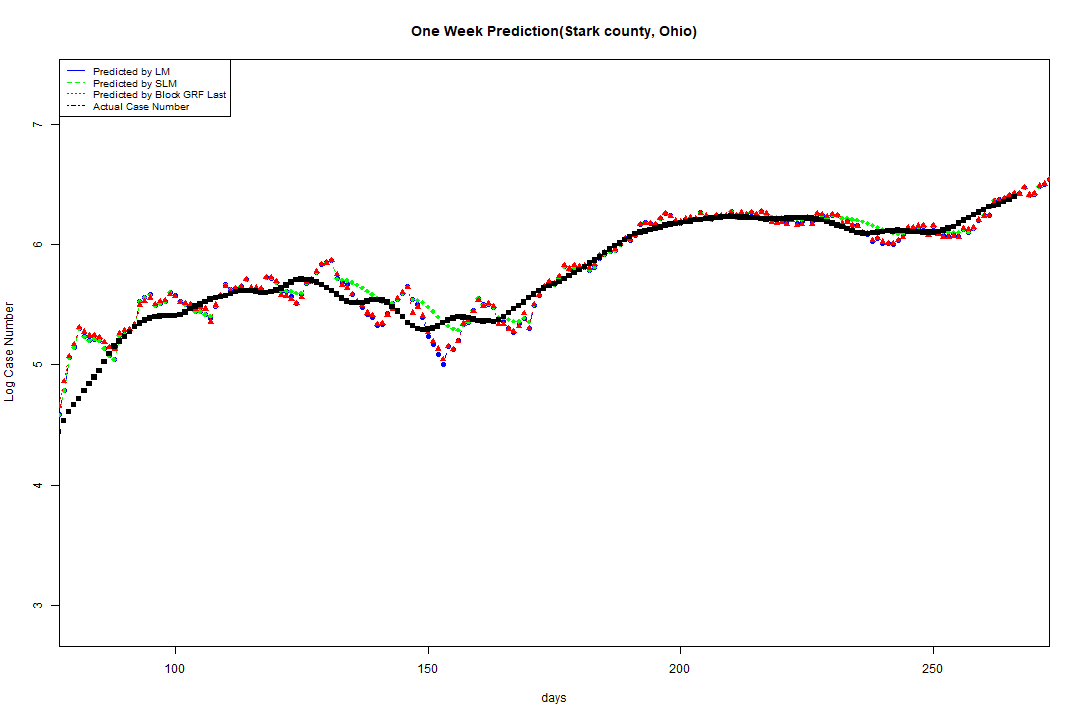 One Week Prediction(Stark county, Ohio)
Predicted by LM
Predicted by SLM
Predicted by Block GRF Last
Actual Case Number
7
6
5
4
3
Log Case Number
100
150
200
250
days